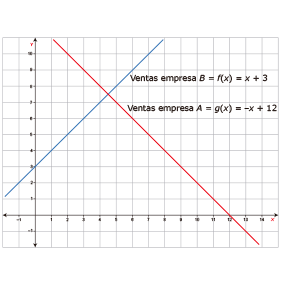 Y
10
9
8
7
6
5
4
3
2
1
−1
Ventas empresa B = f(x) = x + 3
Ventas empresa A = g(x) = −x + 12
−1 1 2 3 4 5 6 7 8 9 10 11 12 13 14 X